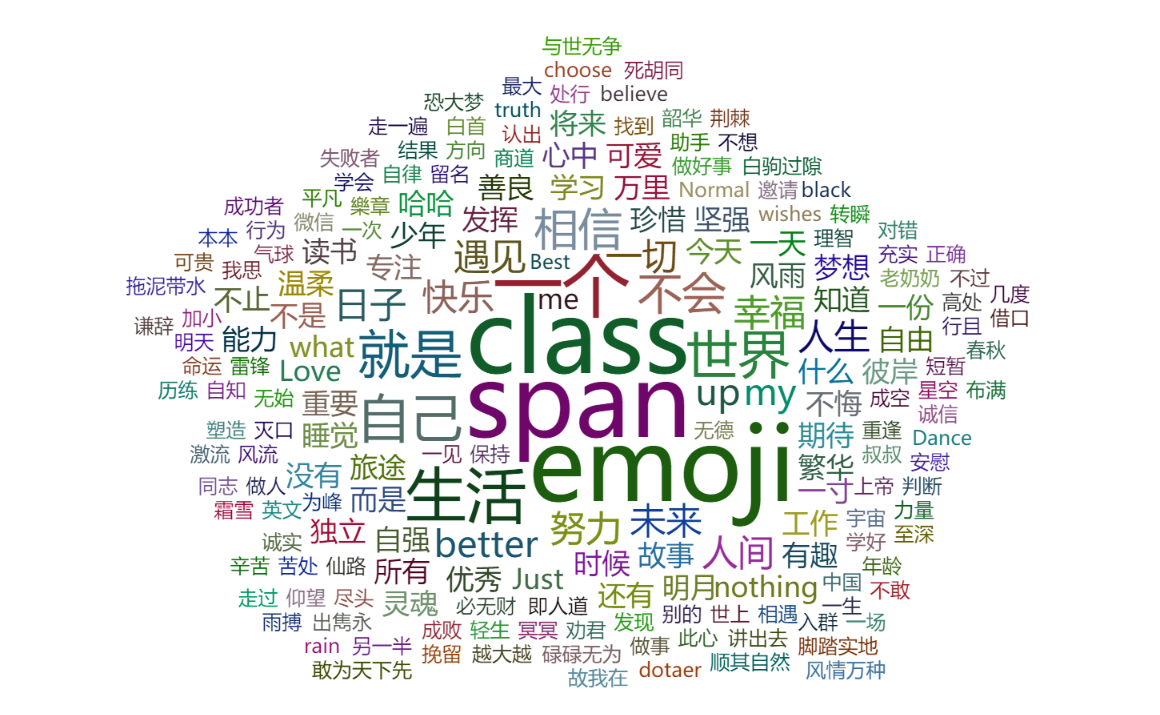 与世无争
choose 死胡同
最大 处行 believe
恐大梦 truth 将来 找到 韶华 荆棘
走一遍 白首 认出 助手 不想
失败者 结果 方向 商道 心中 可爱 做好事 白驹过隙
学会 自律 留名 善良 学习 万里 Normal 邀请 black
成功者 平凡 樂章 哈哈 发挥 相信 珍惜 坚强 wishes 转瞬
本本 行为 微信 一次 少年 遇见 Best 一切 今天 一天 理智 对错
可贵 我思 气球 读书 专注 风雨 梦想 充实 正确
拖泥带水 不止 温柔 日子 快乐 me 一个 不会 知道 一份 老奶奶 不过 几度
谦辞 加小 不是 幸福 高处 借口
明天 能力 what 就是 class 世界 人生 自由 行且 春秋
命运 雷锋 Love 什么 彼岸 短暂
历练 自知 无始 重要 自己 span up my 不悔 成空 星空 布满
塑造 灭口 睡觉 无德 期待 重逢 诚信 Dance
激流 风流 没有 旅途 一见 保持 emoji 繁华 叔叔 安慰
同志 做人 为峰 而是 生活 一寸 上帝 判断
霜雪 英文 独立 努力 未来 工作 宇宙 力量
诚实 自强 better 时候 故事 人间 有趣 学好 至深
辛苦 苦处 仙路 所有 优秀 Just 还有 明月 nothing 中国 年龄 不敢
走过 仰望 尽头 灵魂 必无财 即人道 别的 世上 相遇 一生
雨搏 出雋永 成败 轻生 冥冥 劝君 发现 入群 一场
rain 另一半 挽留 越大越 碌碌无为 做事 此心 讲出去 脚踏实地
敢为天下先 故我在 dotaer 顺其自然 风情万种